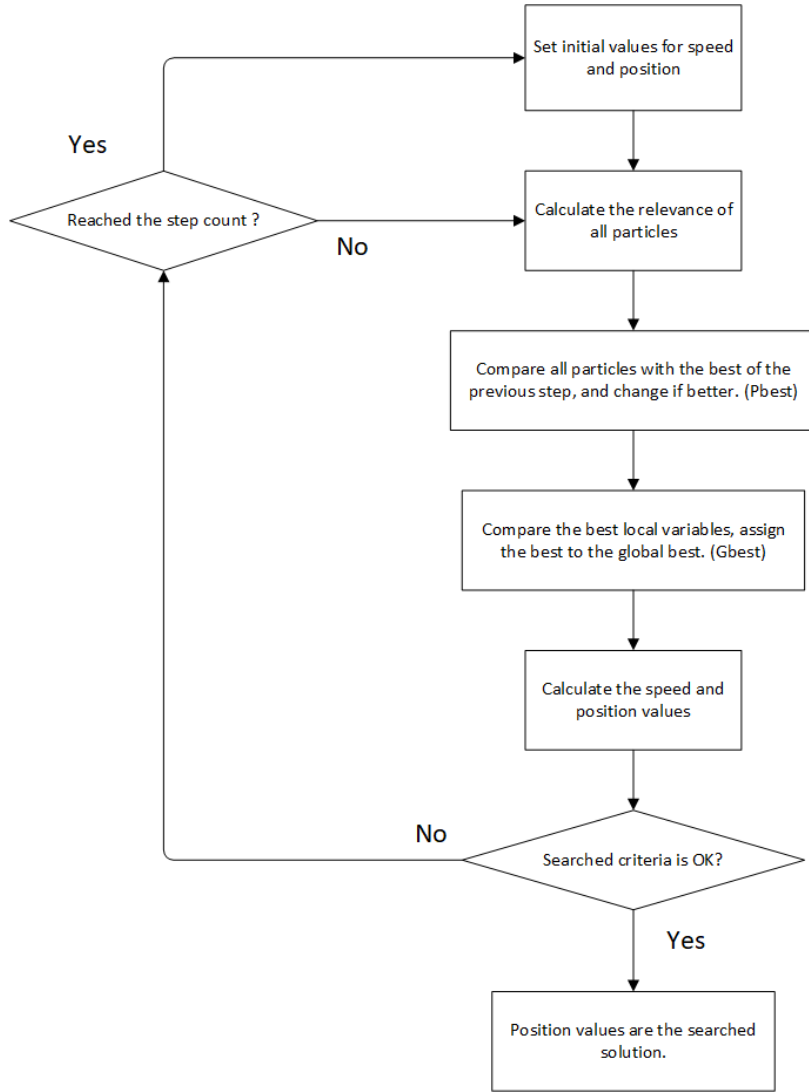 Set initial values for speed
and position
Yes
Reached the step count ?
No
Calculate the relevance of
all particles
Compare all particles with the best of the
previous step, and change if better. (Pbest)
Compare the best local variables, assign
the best to the global best. (Gbest)
Calculate the speed and
position values
No
Searched criteria is OK?
Yes
Position values are the searched
solution.